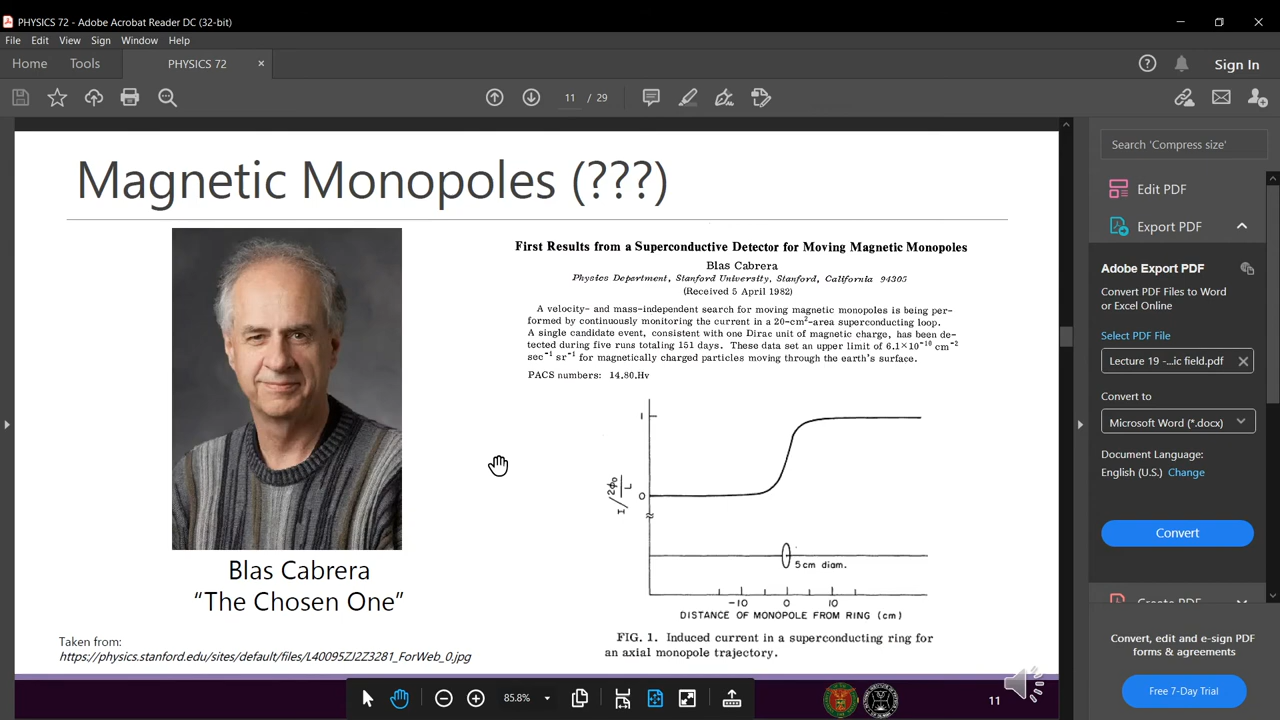 PHYSICS 72 - Adobe Acrobat Reader DC (32-bit)
File Edit View Sign Window Help
Home Tools PHYSICS 72 ×
Sign In
11 / 29
Magnetic Monopoles (???)
First Results from a Superconductive Detector for Moving Magnetic Monopoles
Blas Cabrera
Physics Department, Stanford University, Stanford, California 94305
(Received 5 April 1982)
A velocity- and mass-independent search for moving magnetic monopoles is being per-
formed by continuously monitoring the current in a 20-cm²-area superconducting loop.
A single candidate event, consistent with one Dirac unit of magnetic charge, has been de-
tected during five runs totaling 151 days. These data set an upper limit of 6.1×10⁻¹⁰ cm⁻²
sec⁻¹ sr⁻¹ for magnetically charged particles moving through the earth's surface.
PACS numbers: 14.80.Hv
1
I/ 2φ₀/L
0
5 cm diam.
-10 0 10
DISTANCE OF MONOPOLE FROM RING (cm)
FIG. 1. Induced current in a superconducting ring for
an axial monopole trajectory.
Blas Cabrera
“The Chosen One”
Taken from:
https://physics.stanford.edu/sites/default/files/L40095ZJ2Z3281_ForWeb_0.jpg
11
85.8%
Search 'Compress size'
Edit PDF
Export PDF
Adobe Export PDF
Convert PDF Files to Word
or Excel Online
Select PDF File
Lecture 19 -...ic field.pdf
Convert to
Microsoft Word (*.docx)
Document Language:
English (U.S.) Change
Convert
Create PDF
Convert, edit and e-sign PDF
forms & agreements
Free 7-Day Trial